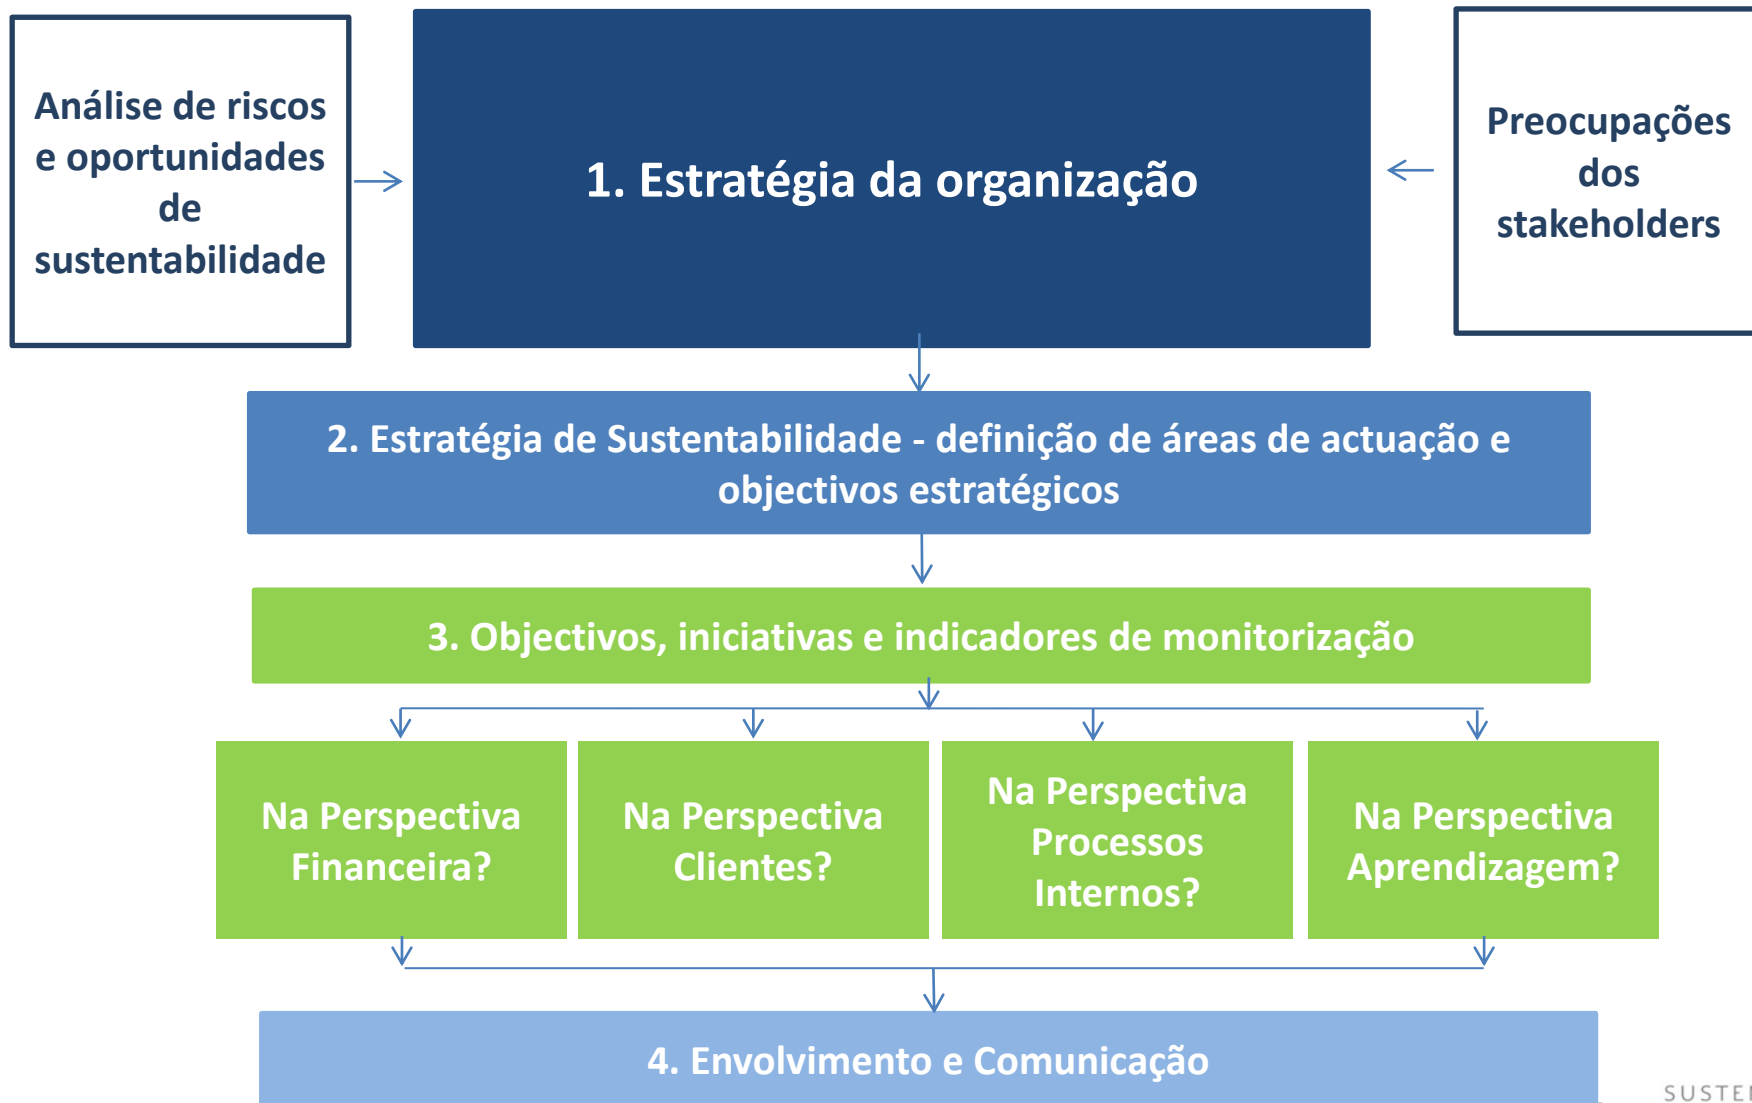 Análise de riscos
e oportunidades
de
sustentabilidade
1. Estratégia da organização
Preocupações
dos
stakeholders
2. Estratégia de Sustentabilidade - definição de áreas de actuação e
objectivos estratégicos
3. Objectivos, iniciativas e indicadores de monitorização
Na Perspectiva
Financeira?
Na Perspectiva
Clientes?
Na Perspectiva
Processos
Internos?
Na Perspectiva
Aprendizagem?
4. Envolvimento e Comunicação